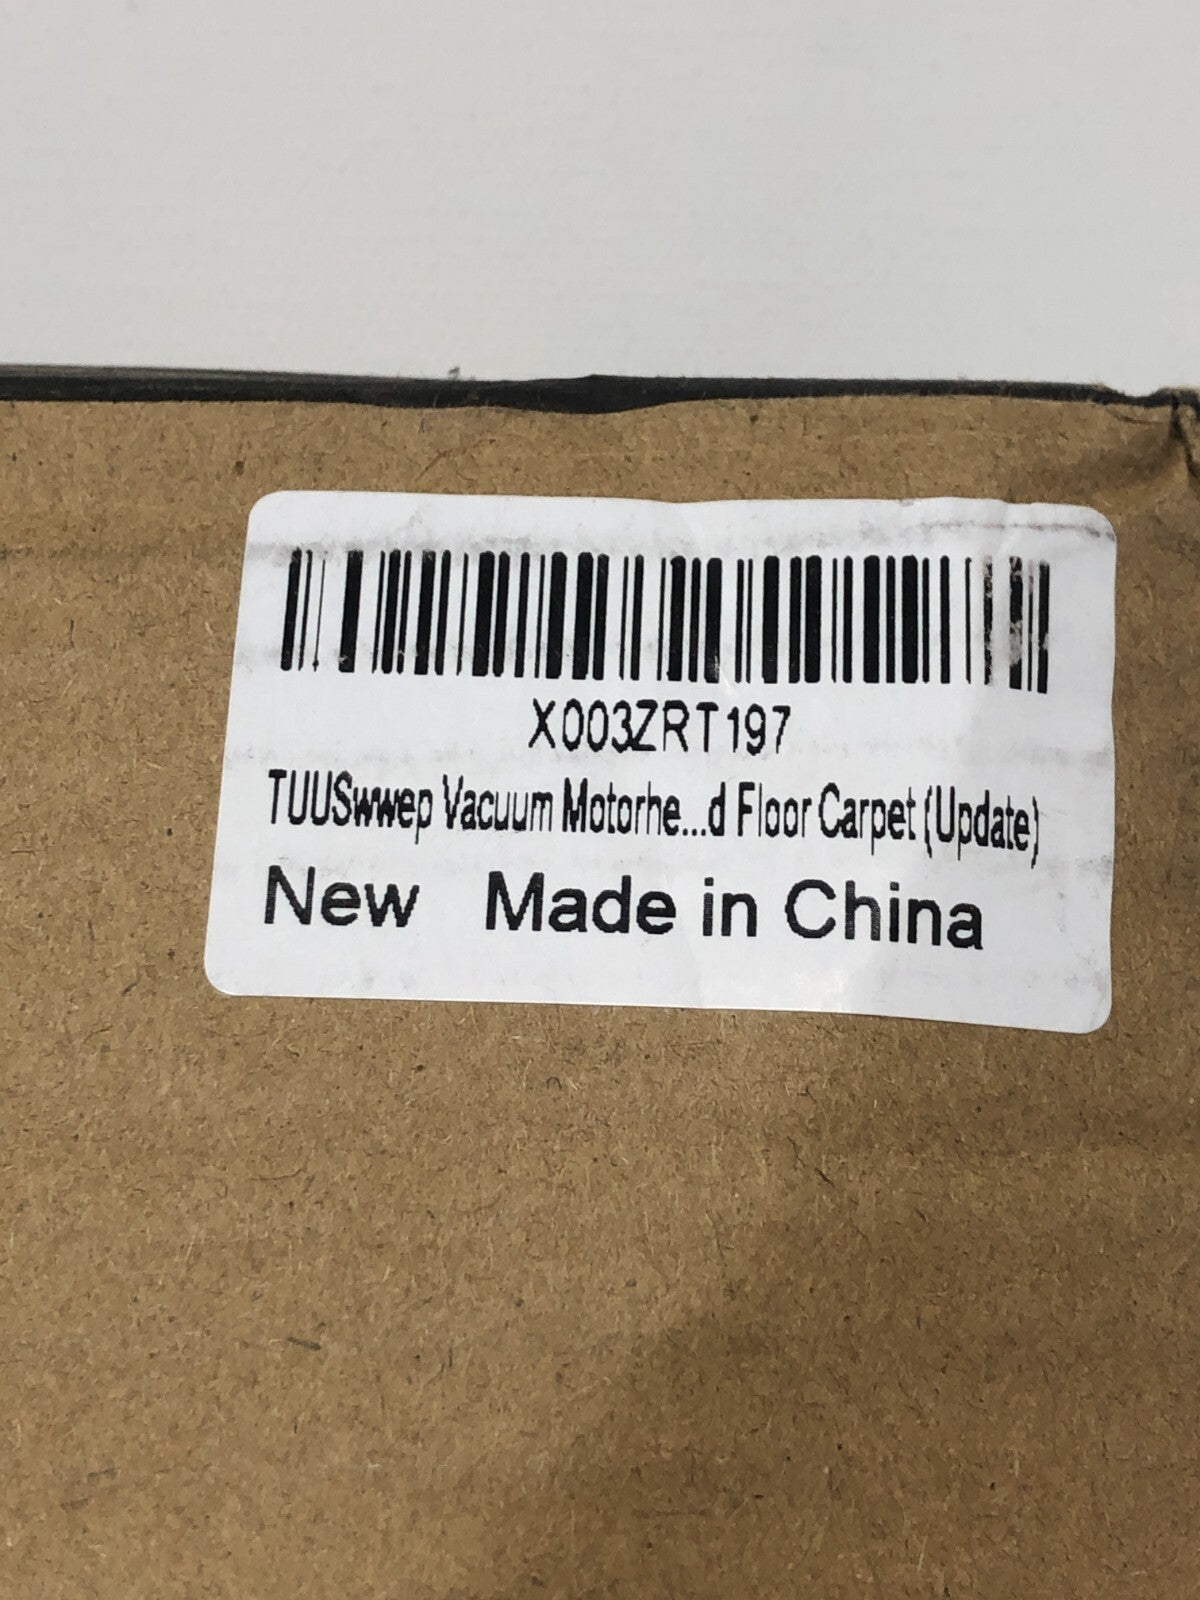 X003ZRT197
TUUSwwep Vacuum Motorhe...d Floor Carpet (Update)
New Made in China